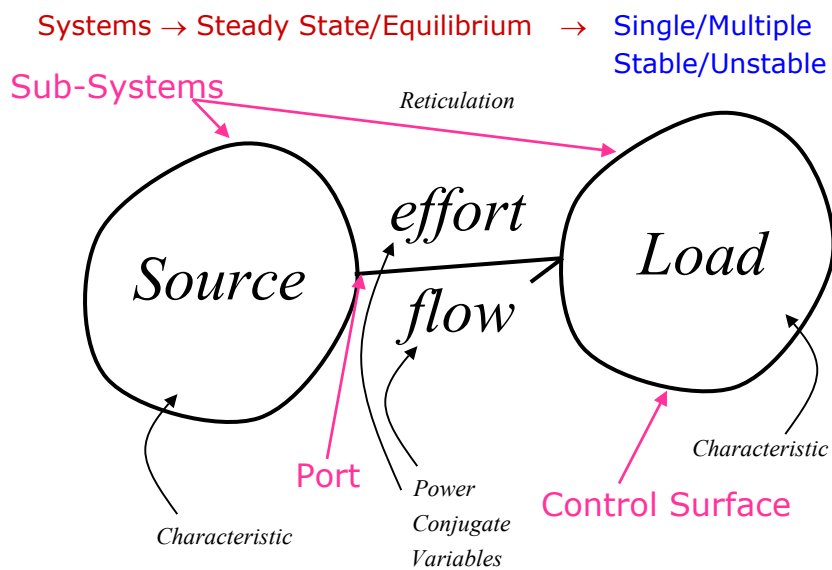 Systems → Steady State/Equilibrium → Single/Multiple
Stable/Unstable
Sub-Systems
Reticulation
effort
Source
Load
flow
Port
Power
Conjugate
Variables
Characteristic
Control Surface
Characteristic